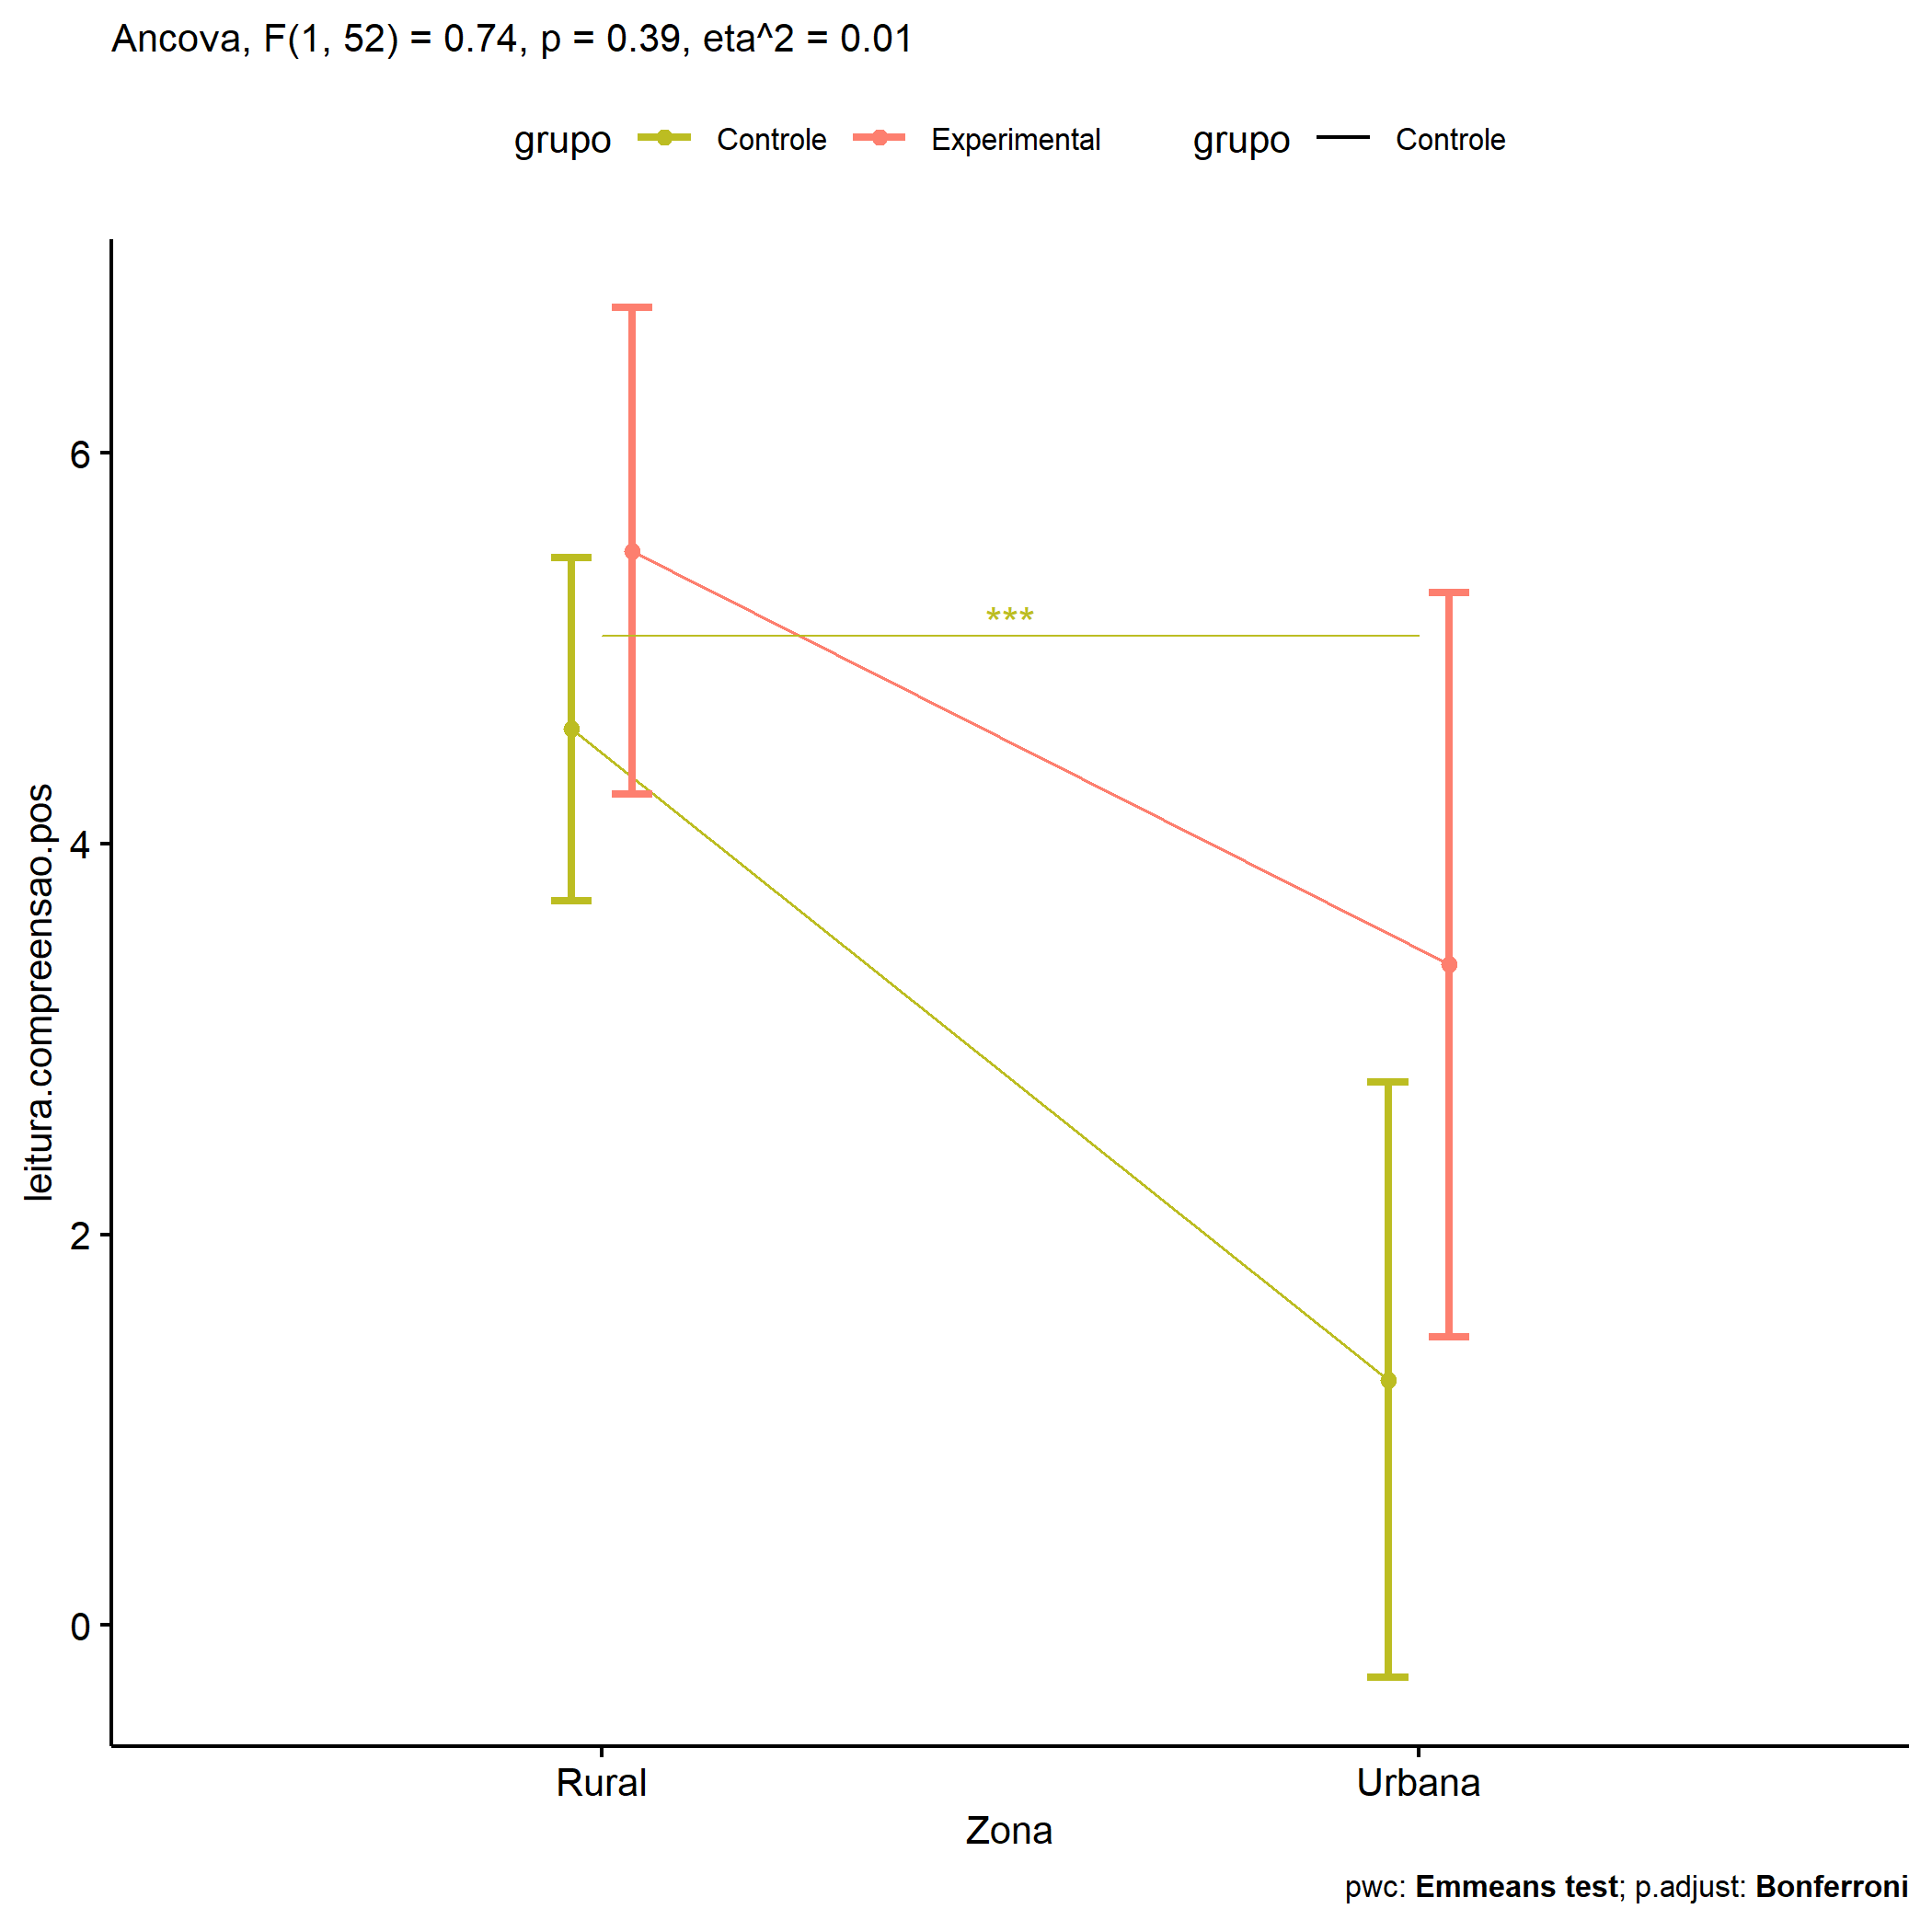 Ancova, F(1, 52) = 0.74, p = 0.39, eta^2 = 0.01
grupo Controle Experimental grupo Controle
6
4
2
0
leitura.compreensao.pos
***
Rural Urbana
Zona
pwc: Emmeans test; p.adjust: Bonferroni